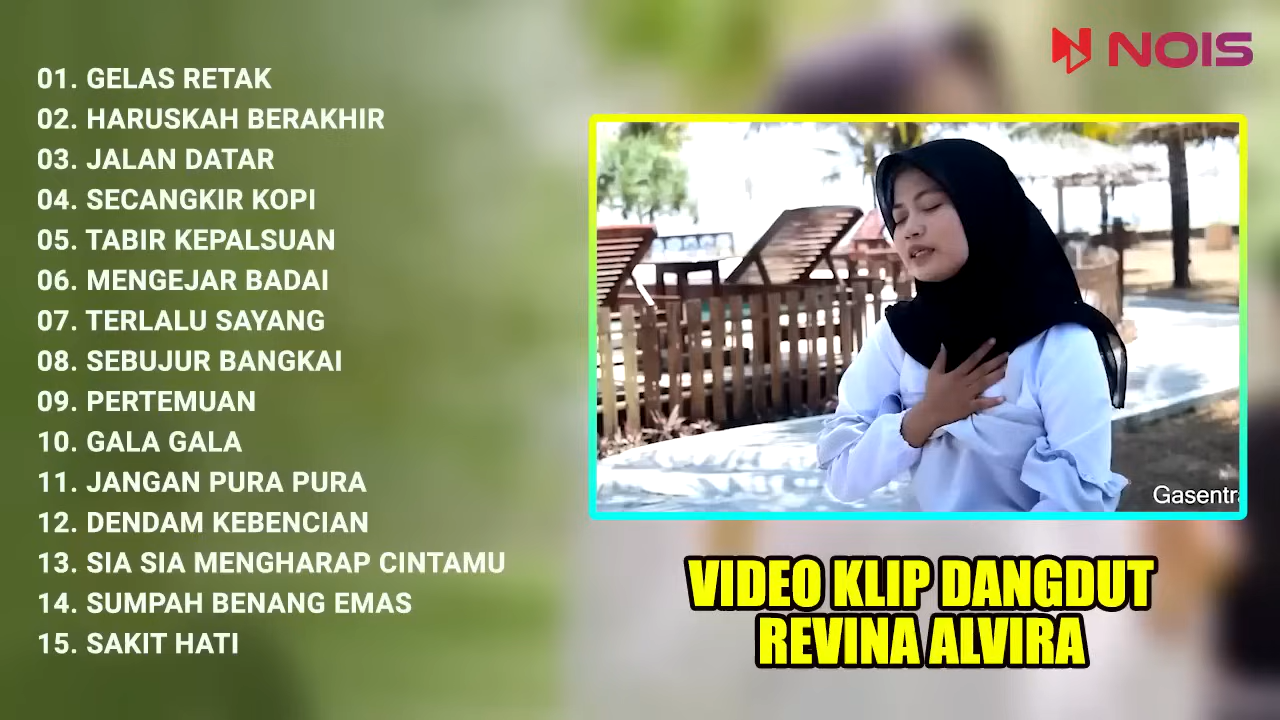 01. GELAS RETAK
02. HARUSKAH BERAKHIR
03. JALAN DATAR
04. SECANGKIR KOPI
05. TABIR KEPALSUAN
06. MENGEJAR BADAI
07. TERLALU SAYANG
08. SEBUJUR BANGKAI
09. PERTEMUAN
10. GALA GALA
11. JANGAN PURA PURA
12. DENDAM KEBENCIAN
13. SIA SIA MENGHARAP CINTAMU
14. SUMPAH BENANG EMAS
15. SAKIT HATI
NOIS
Gasentra
VIDEO KLIP DANGDUT
REVINA ALVIRA